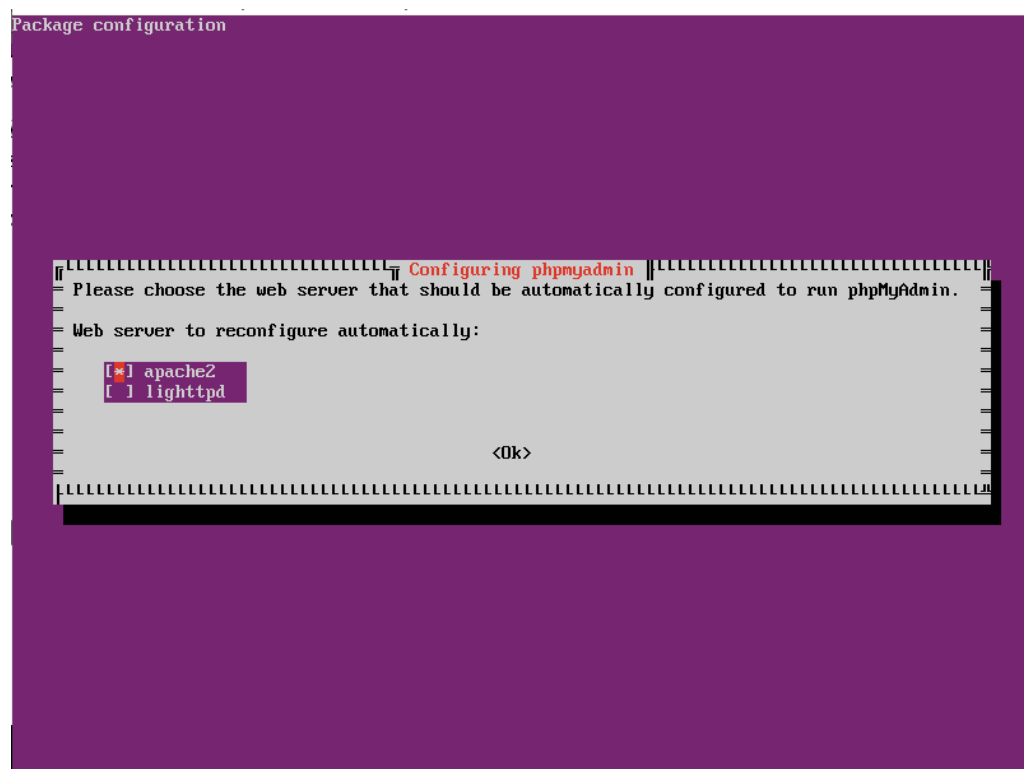 Package configuration
Configuring phpmyadmin
Please choose the web server that should be automatically configured to run phpMyAdmin.
Web server to reconfigure automatically:
[*] apache2
[ ] lighttpd
<Ok>